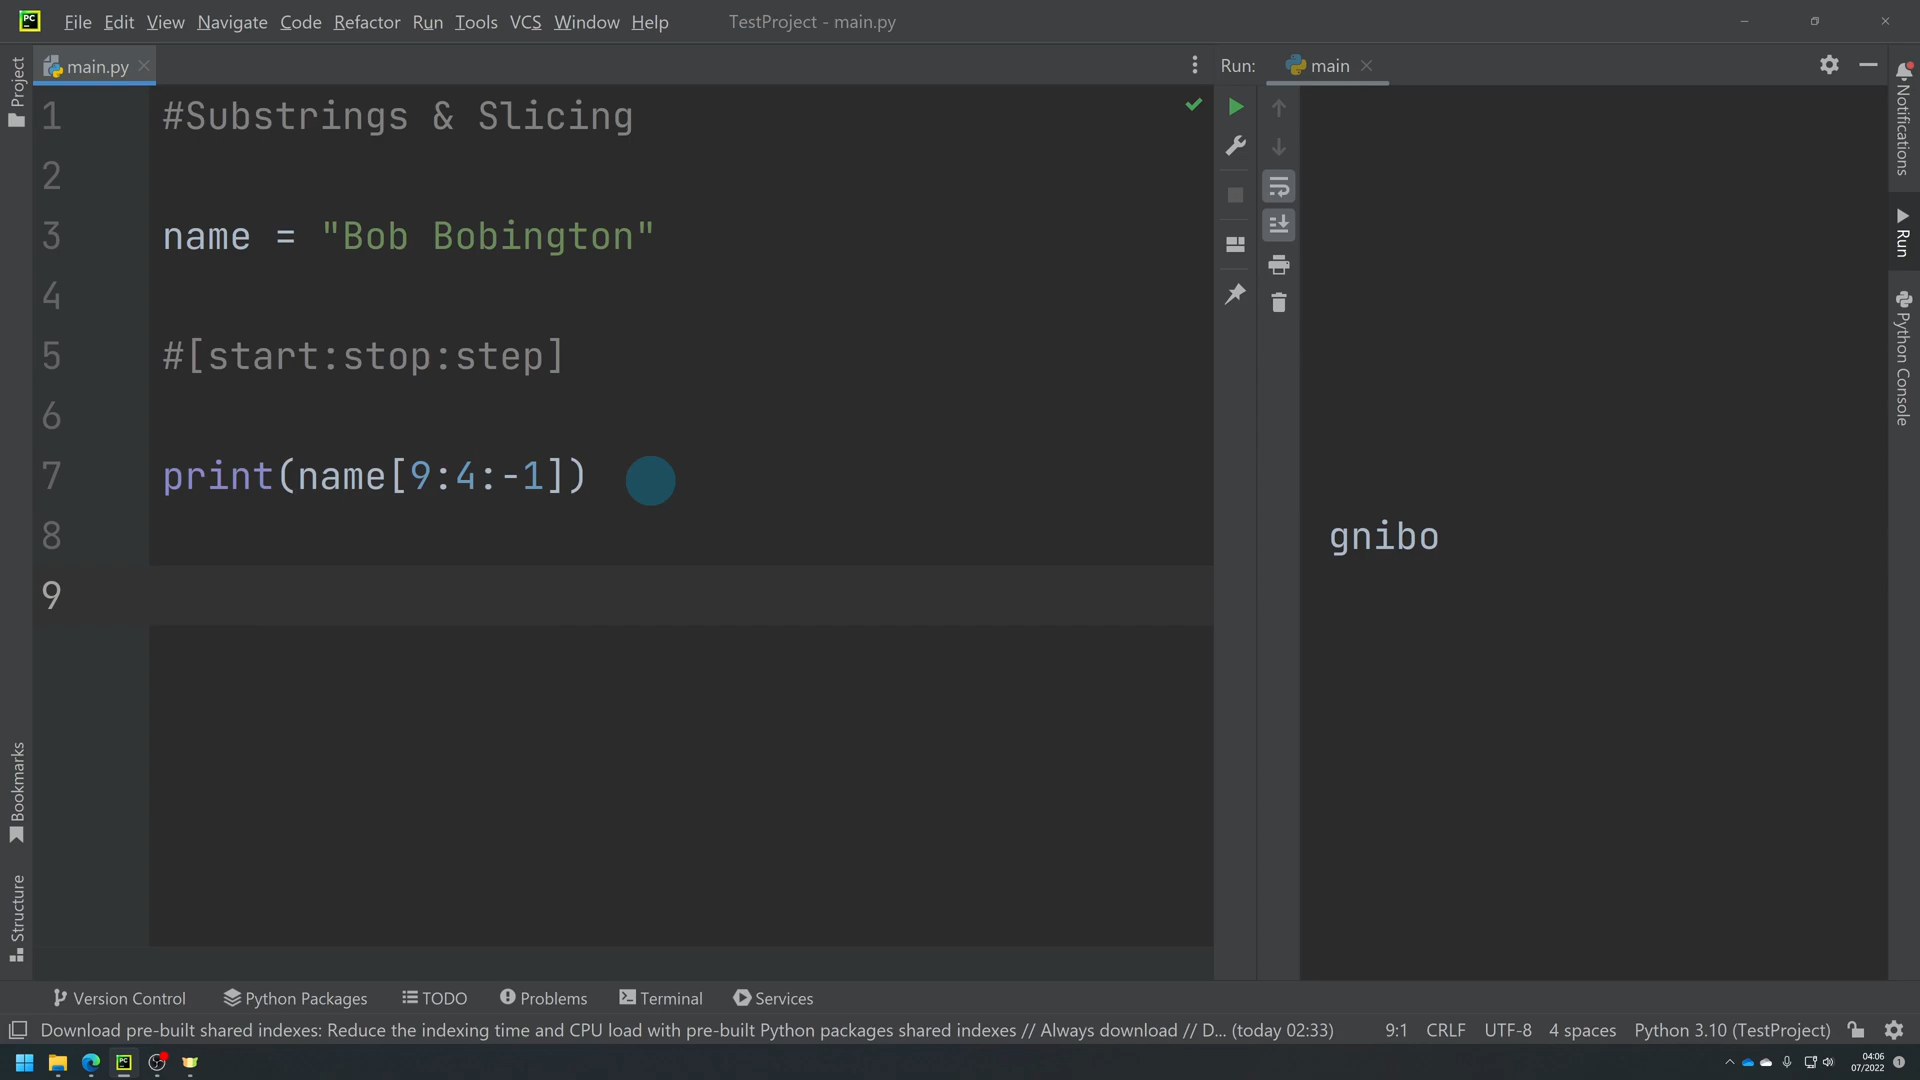 PC File Edit View Navigate Code Refactor Run Tools VCS Window Help TestProject - main.py
Project
main.py
Run: main
1 #Substrings & Slicing
2
3 name = "Bob Bobington"
4
5 #[start:stop:step]
6
7 print(name[9:4:-1])
8
9
gnibo
Notifications
Run
Python Console
Bookmarks
Structure
Version Control Python Packages TODO Problems Terminal Services
Download pre-built shared indexes: Reduce the indexing time and CPU load with pre-built Python packages shared indexes // Always download // D... (today 02:33) 9:1 CRLF UTF-8 4 spaces Python 3.10 (TestProject)
PC 04:06
07/2022 1